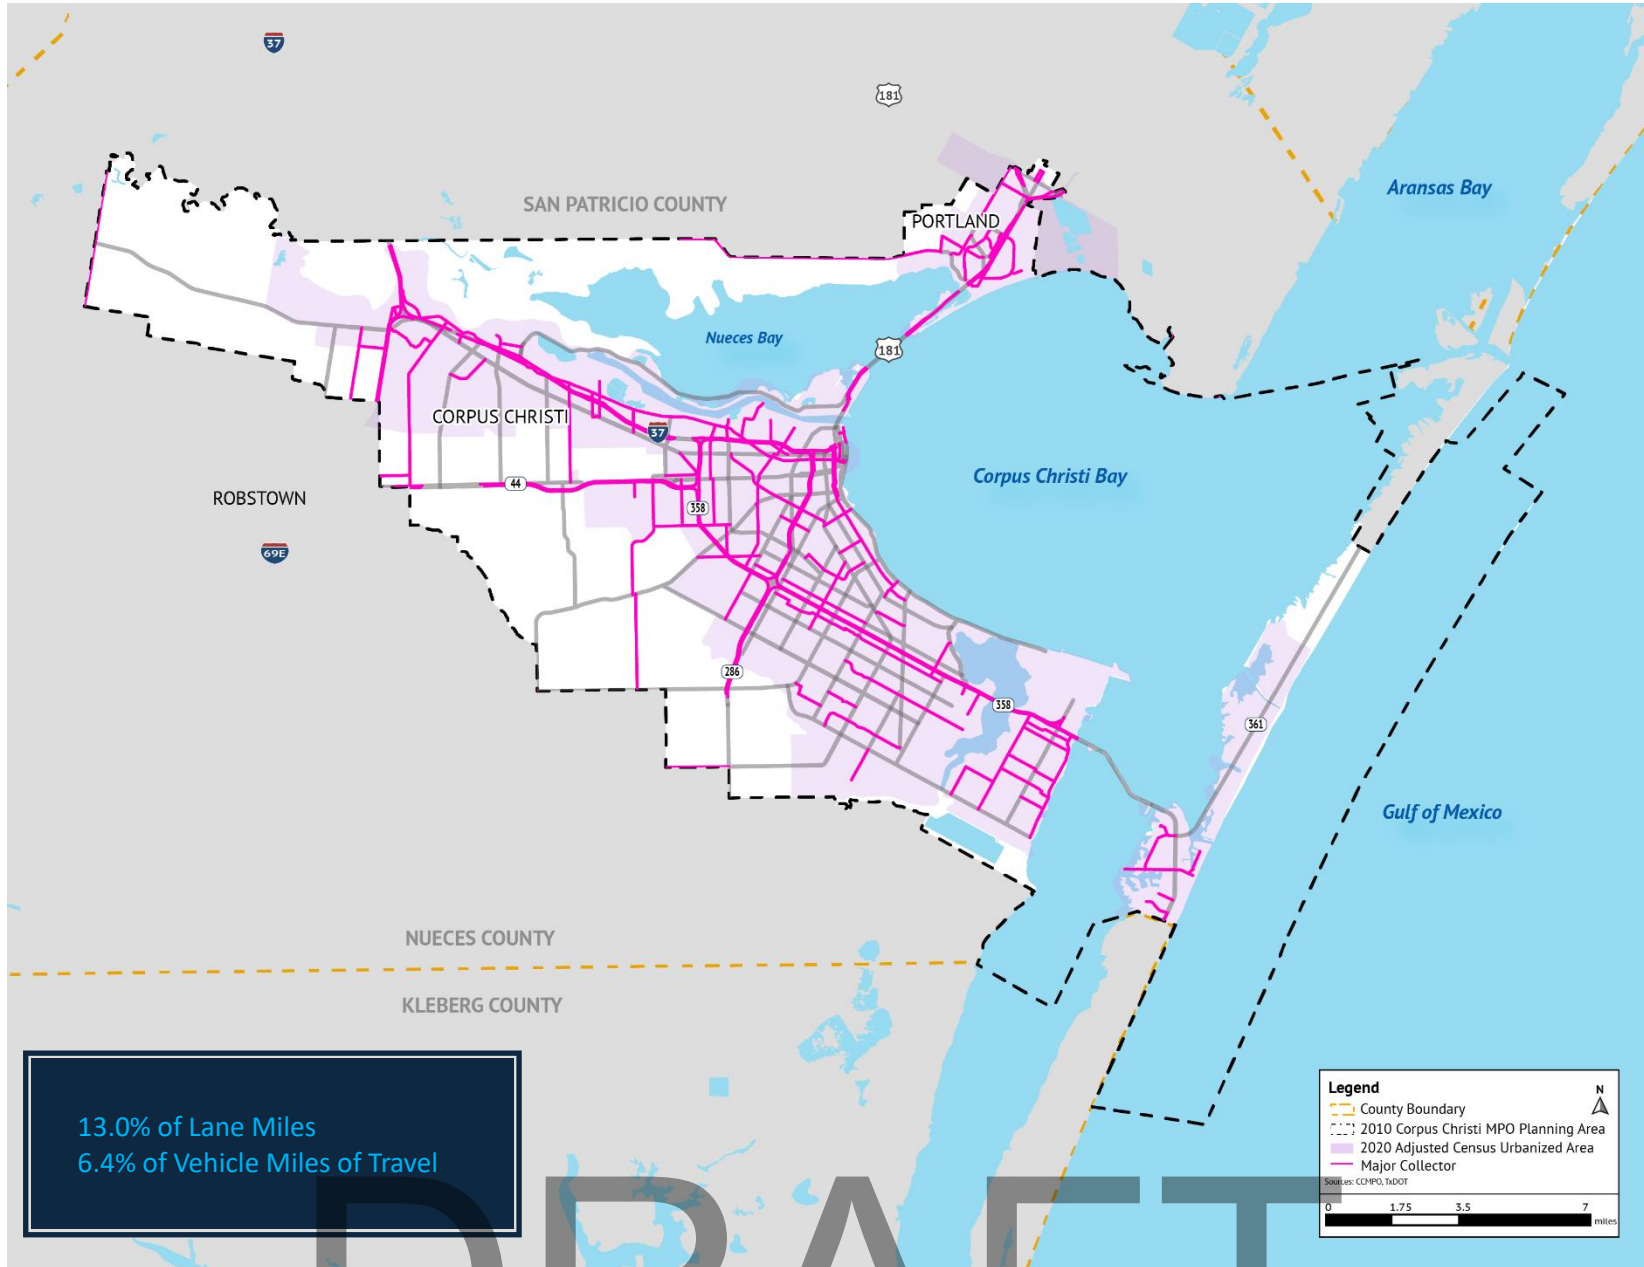 37
181
Aransas Bay
SAN PATRICIO COUNTY
PORTLAND
Nueces Bay
181
CORPUS CHRISTI
37
Corpus Christi Bay
44
ROBSTOWN
358
69E
286
358
361
Gulf of Mexico
NUECES COUNTY
KLEBERG COUNTY
13.0% of Lane Miles
6.4% of Vehicle Miles of Travel
Legend
N
County Boundary
2010 Corpus Christi MPO Planning Area
2020 Adjusted Census Urbanized Area
Major Collector
Sources: CCMPO, TxDOT
0 1.75 3.5 7
miles
DRAFT